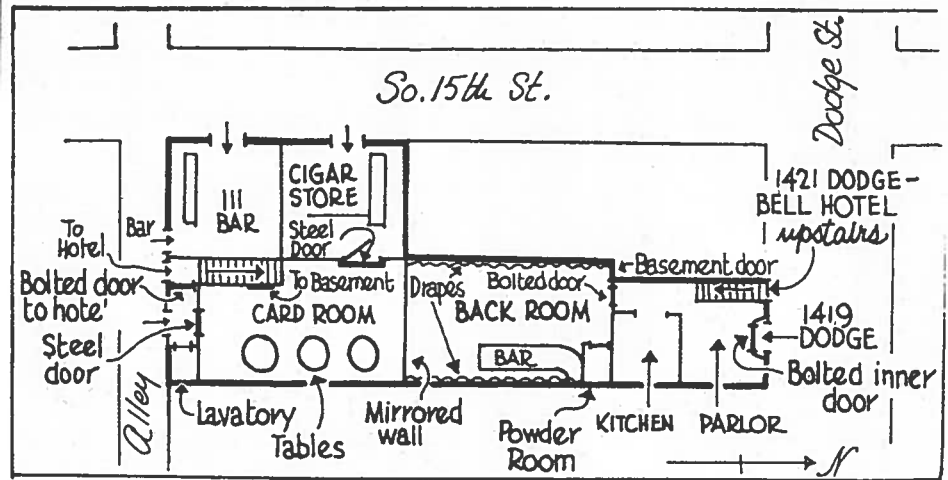 So. 15th St.
Dodge St.
111
BAR
CIGAR
STORE
Steel
Door
1421 DODGE-
BELL HOTEL
upstairs
To
Hotel
Bar
Bolted door
to hote'
Steel
door
To Basement
CARD ROOM
Drapes
Bolted door
BACK ROOM
Basement door
1419
DODGE
Bolted inner
door
BAR
Alley
Lavatory
Tables
Mirrored
wall
Powder
Room
KITCHEN
PARLOR
N